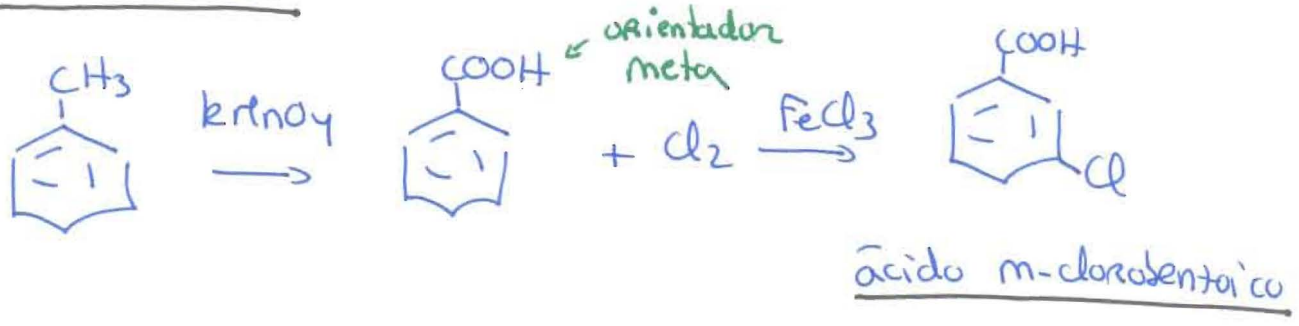 orientador
meta
CH3
KMnO4
COOH
+ Cl2
FeCl3
COOH
Cl
ácido m-clorobenzoico